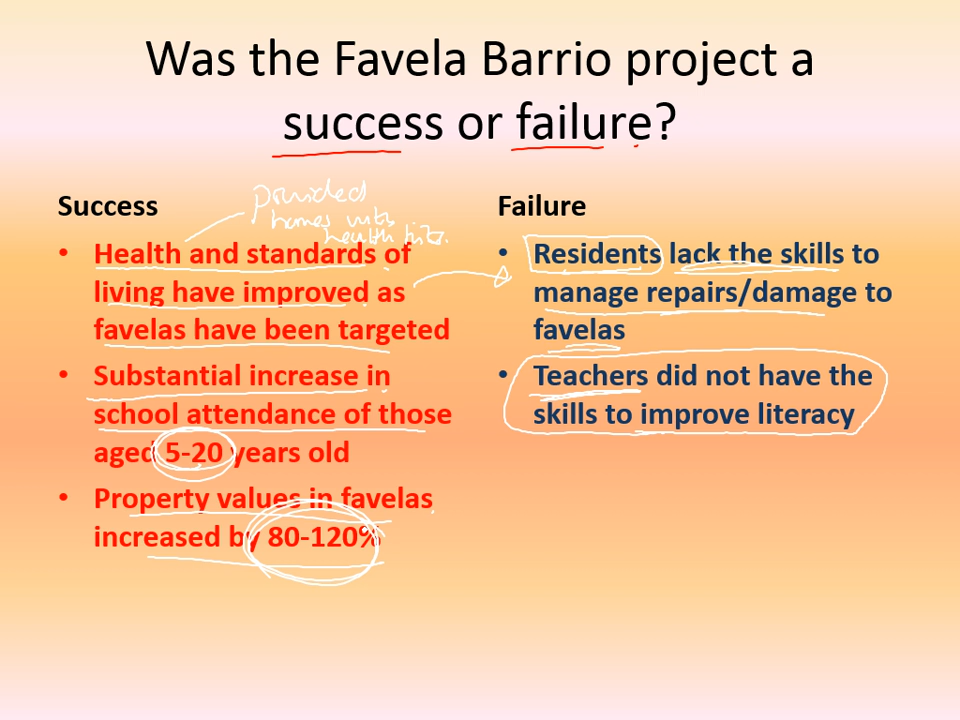 Was the Favela Barrio project a
success or failure?
Success
provided
homes with
health
• Health and standards of
living have improved as
favelas have been targeted
• Substantial increase in
school attendance of those
aged 5-20 years old
• Property values in favelas
increased by 80-120%
Failure
• Residents lack the skills to
manage repairs/damage to
favelas
• Teachers did not have the
skills to improve literacy